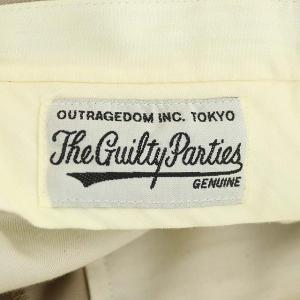 OUTRAGEDOM INC. TOKYO
The Guilty Parties
GENUINE